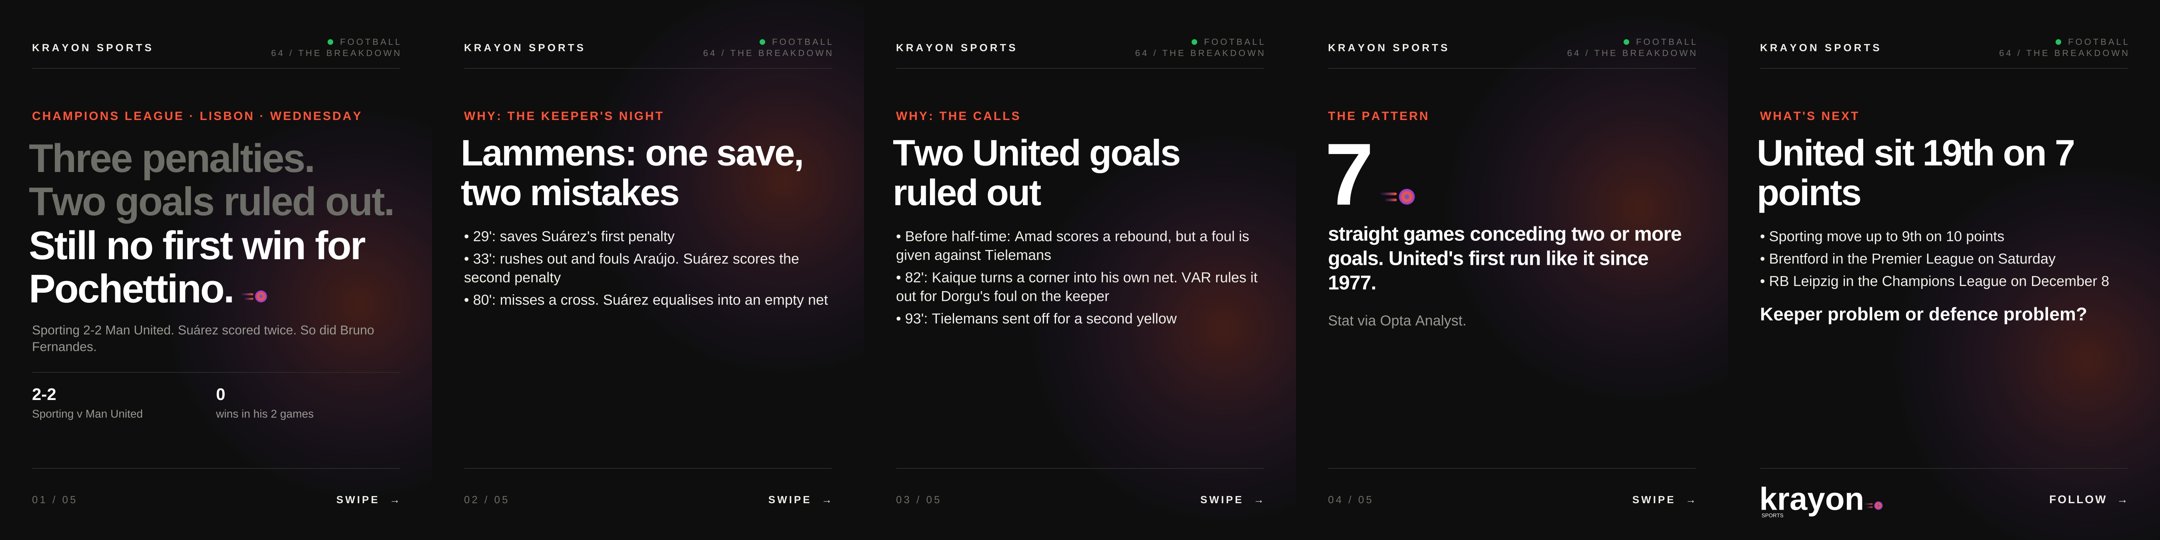 KRAYON SPORTS
FOOTBALL
64 / THE BREAKDOWN
CHAMPIONS LEAGUE · LISBON · WEDNESDAY
Three penalties.
Two goals ruled out.
Still no first win for
Pochettino.
Sporting 2-2 Man United. Suárez scored twice. So did Bruno
Fernandes.
2-2
Sporting v Man United
0
wins in his 2 games
01 / 05
SWIPE →
KRAYON SPORTS
FOOTBALL
64 / THE BREAKDOWN
WHY: THE KEEPER'S NIGHT
Lammens: one save,
two mistakes
• 29': saves Suárez's first penalty
• 33': rushes out and fouls Araújo. Suárez scores the
second penalty
• 80': misses a cross. Suárez equalises into an empty net
02 / 05
SWIPE →
KRAYON SPORTS
FOOTBALL
64 / THE BREAKDOWN
WHY: THE CALLS
Two United goals
ruled out
• Before half-time: Amad scores a rebound, but a foul is
given against Tielemans
• 82': Kaique turns a corner into his own net. VAR rules it
out for Dorgu's foul on the keeper
• 93': Tielemans sent off for a second yellow
03 / 05
SWIPE →
KRAYON SPORTS
FOOTBALL
64 / THE BREAKDOWN
THE PATTERN
7
straight games conceding two or more
goals. United's first run like it since
1977.
Stat via Opta Analyst.
04 / 05
SWIPE →
KRAYON SPORTS
FOOTBALL
64 / THE BREAKDOWN
WHAT'S NEXT
United sit 19th on 7
points
• Sporting move up to 9th on 10 points
• Brentford in the Premier League on Saturday
• RB Leipzig in the Champions League on December 8
Keeper problem or defence problem?
krayon
SPORTS
FOLLOW →